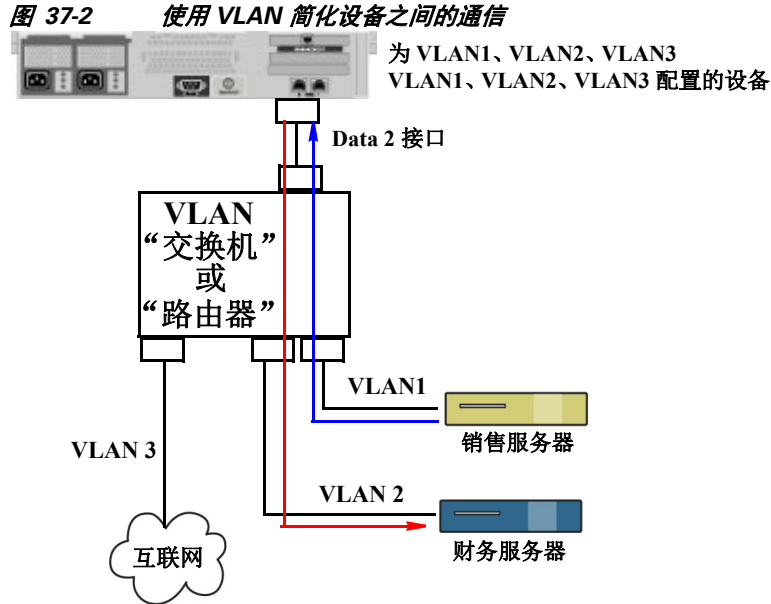 图 37-2 使用 VLAN 简化设备之间的通信
为 VLAN1、VLAN2、VLAN3
VLAN1、VLAN2、VLAN3 配置的设备
Data 2 接口
VLAN
“交换机”
或
“路由器”
VLAN1
销售服务器
VLAN 3
VLAN 2
互联网
财务服务器